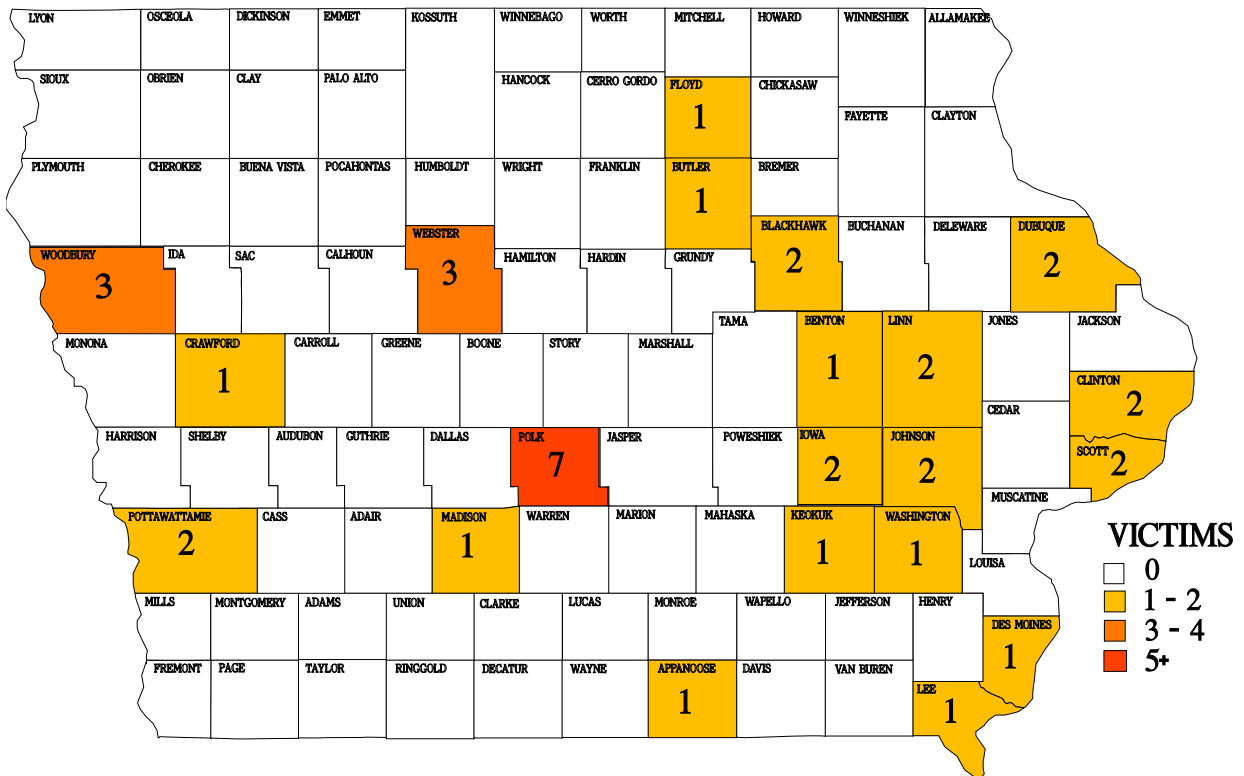 LYON
OSCEOLA
DICKINSON
EMMET
KOSSUTH
WINNEBAGO
WORTH
MITCHELL
HOWARD
WINNESHIEK
ALLAMAKEE
SIOUX
OBRIEN
CLAY
PALO ALTO
HANCOCK
CERRO GORDO
FLOYD
1
CHICKASAW
FAYETTE
CLAYTON
PLYMOUTH
CHEROKEE
BUENA VISTA
POCAHONTAS
HUMBOLDT
WRIGHT
FRANKLIN
BUTLER
1
BREMER
WOODBURY
3
IDA
SAC
CALHOUN
WEBSTER
3
HAMILTON
HARDIN
GRUNDY
BLACKHAWK
2
BUCHANAN
DELEWARE
DUBUQUE
2
MONONA
CRAWFORD
1
CARROLL
GREENE
BOONE
STORY
MARSHALL
TAMA
BENTON
1
LINN
2
JONES
JACKSON
CLINTON
2
CEDAR
HARRISON
SHELBY
AUDUBON
GUTHRIE
DALLAS
POLK
7
JASPER
POWESHIEK
IOWA
2
JOHNSON
2
SCOTT
2
MUSCATINE
POTTAWATTAMIE
2
CASS
ADAIR
MADISON
1
WARREN
MARION
MAHASKA
KEOKUK
1
WASHINGTON
1
LOUISA
MILLS
MONTGOMERY
ADAMS
UNION
CLARKE
LUCAS
MONROE
WAPELLO
JEFFERSON
HENRY
DES MOINES
1
FREMONT
PAGE
TAYLOR
RINGGOLD
DECATUR
WAYNE
APPANOOSE
1
DAVIS
VAN BUREN
LEE
1
VICTIMS
0
1 - 2
3 - 4
5+